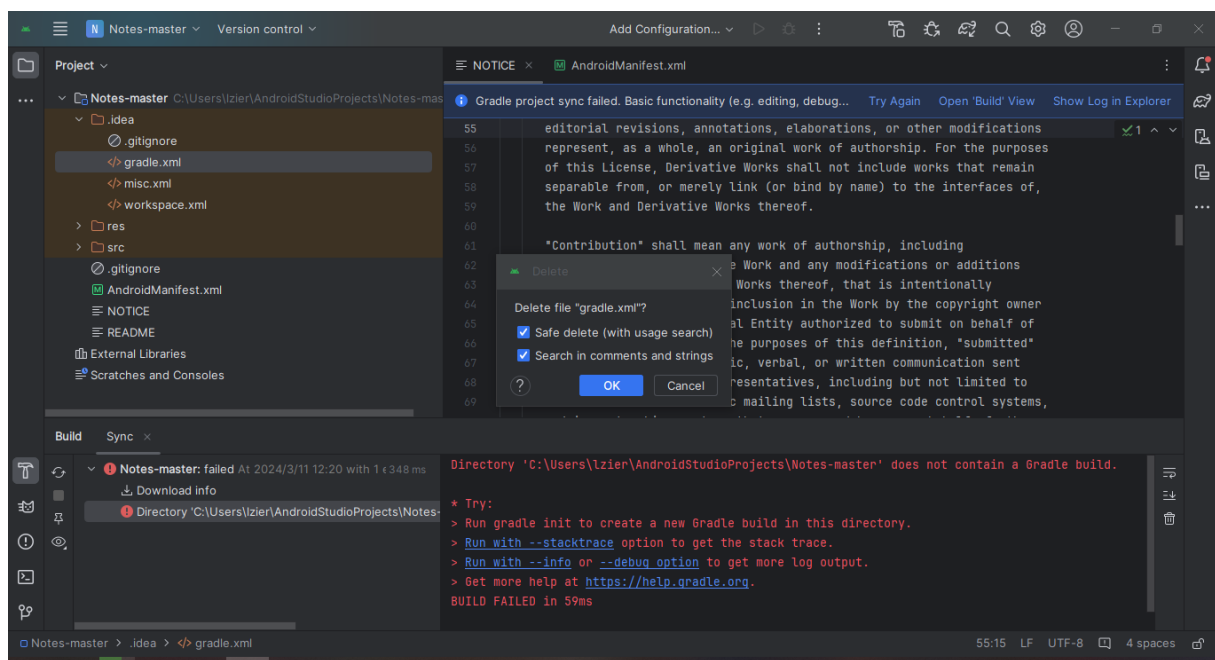 N Notes-master Version control Add Configuration...
Project
NOTICE AndroidManifest.xml
Notes-master C:\Users\lzier\AndroidStudioProjects\Notes-mas
Gradle project sync failed. Basic functionality (e.g. editing, debug... Try Again Open 'Build' View Show Log in Explorer
.idea
.gitignore
gradle.xml
misc.xml
workspace.xml
res
src
.gitignore
AndroidManifest.xml
NOTICE
README
External Libraries
Scratches and Consoles
55 editorial revisions, annotations, elaborations, or other modifications
1
56 represent, as a whole, an original work of authorship. For the purposes
57 of this License, Derivative Works shall not include works that remain
58 separable from, or merely link (or bind by name) to the interfaces of,
59 the Work and Derivative Works thereof.
60
61 "Contribution" shall mean any work of authorship, including
62 e Work and any modifications or additions
63 Works thereof, that is intentionally
64 inclusion in the Work by the copyright owner
65 al Entity authorized to submit on behalf of
66 he purposes of this definition, "submitted"
67 ic, verbal, or written communication sent
68 resentatives, including but not limited to
69 c mailing lists, source code control systems,
Delete
Delete file "gradle.xml"?
Safe delete (with usage search)
Search in comments and strings
? OK Cancel
Build Sync
Notes-master: failed At 2024/3/11 12:20 with 1 e 348 ms
Download info
Directory 'C:\Users\lzier\AndroidStudioProjects\Notes-
Directory 'C:\Users\lzier\AndroidStudioProjects\Notes-master' does not contain a Gradle build.
* Try:
> Run gradle init to create a new Gradle build in this directory.
> Run with --stacktrace option to get the stack trace.
> Run with --info or --debug option to get more log output.
> Get more help at https://help.gradle.org.
BUILD FAILED in 59ms
Notes-master > .idea > gradle.xml
55:15 LF UTF-8 4 spaces